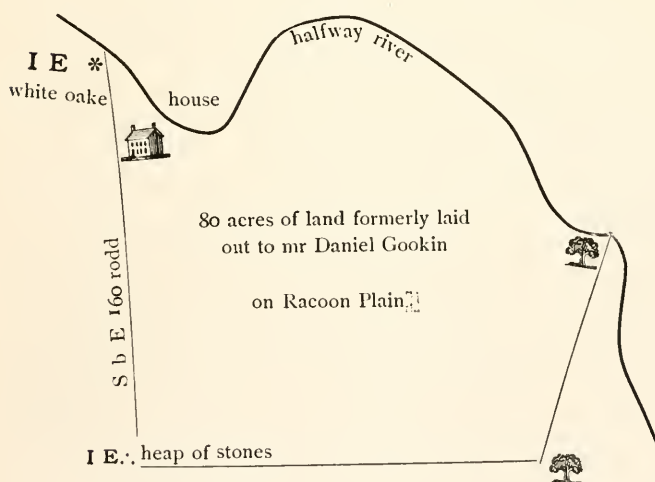 halfway river
I E *
white oake
house
80 acres of land formerly laid
out to mr Daniel Gookin
on Racoon Plain
S b E 160 rodd
I E ∴ heap of stones